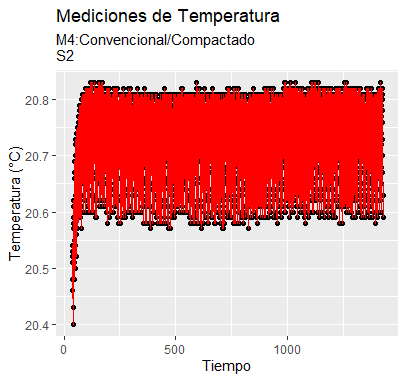 Mediciones de Temperatura
M4:Convencional/Compactado
S2
Temperatura (°C)
20.8
20.7
20.6
20.5
20.4
0
500
1000
Tiempo